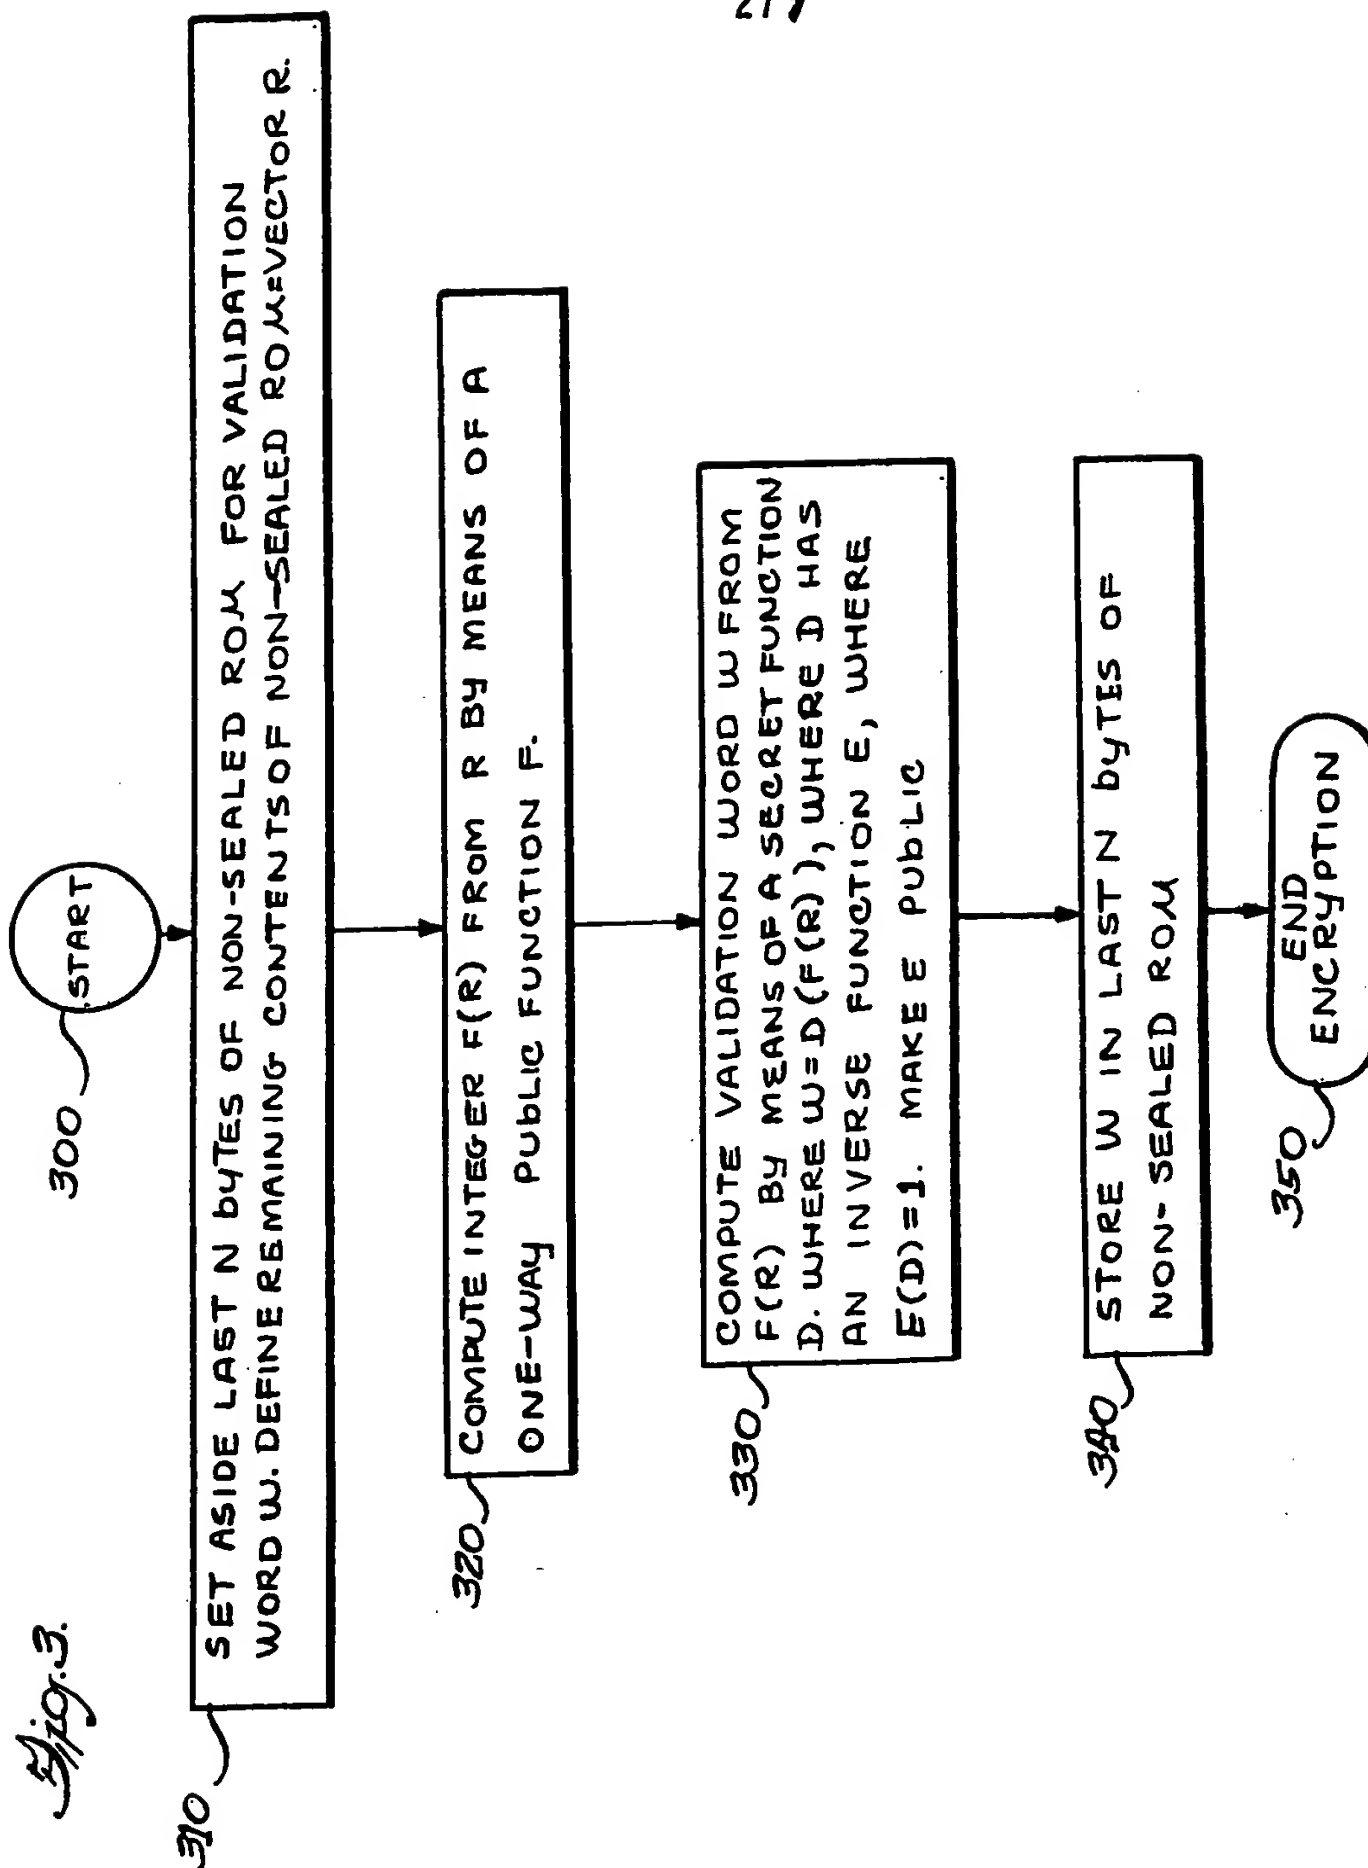 Fig. 3.
300
START
310
SET ASIDE LAST N bYTES OF NON-SEALED ROM FOR VALIDATION
WORD W. DEFINE REMAINING CONTENTS OF NON-SEALED ROM=VECTOR R.
320
COMPUTE INTEGER F(R) FROM R BY MEANS OF A
ONE-WAY PUbLIC FUNCTION F.
330
COMPUTE VALIDATION WORD W FROM
F(R) BY MEANS OF A SECRET FUNCTION
D. WHERE W=D(F(R)), WHERE D HAS
AN INVERSE FUNCTION E, WHERE
E(D)=1. MAKE E PUbLIC
340
STORE W IN LAST N bYTES OF
NON-SEALED ROM
350
END
ENCRYPTION